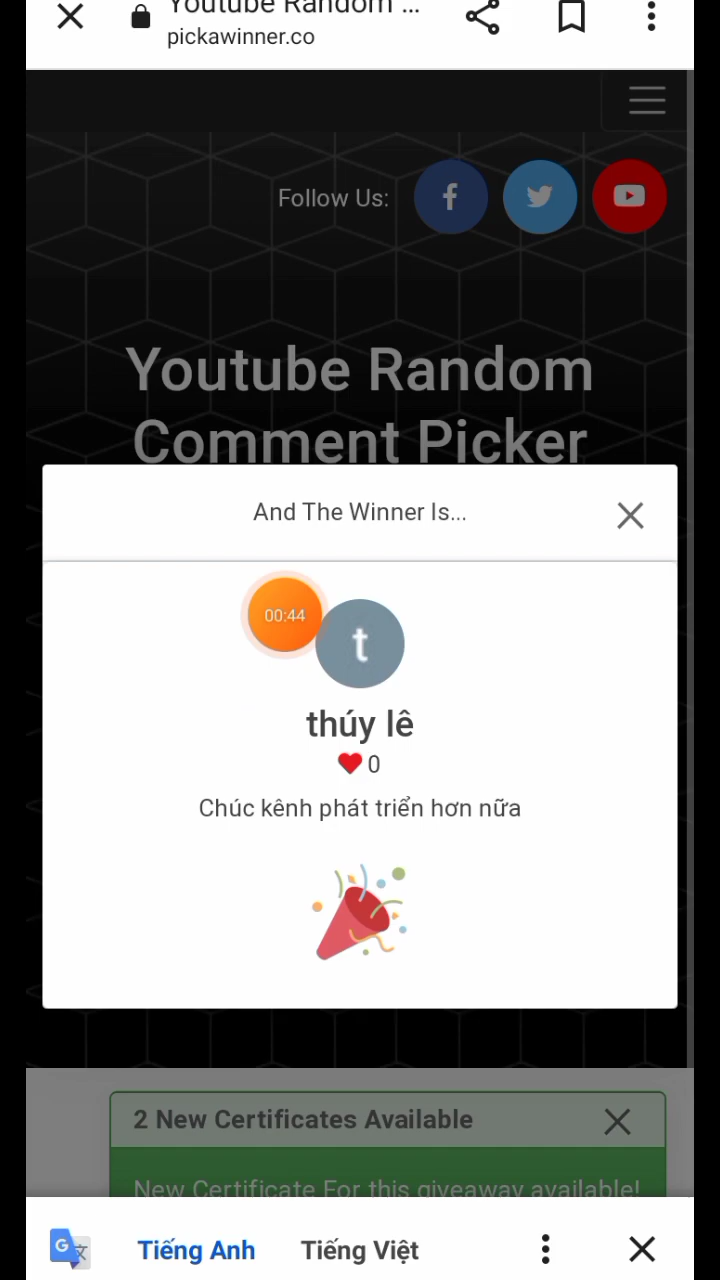 Youtube Random ...
pickawinner.co
Follow Us:
Youtube Random
Comment Picker
And The Winner Is...
00:44
t
thúy lê
0
Chúc kênh phát triển hơn nữa
2 New Certificates Available
New Certificate For this giveaway available!
Tiếng Anh
Tiếng Việt